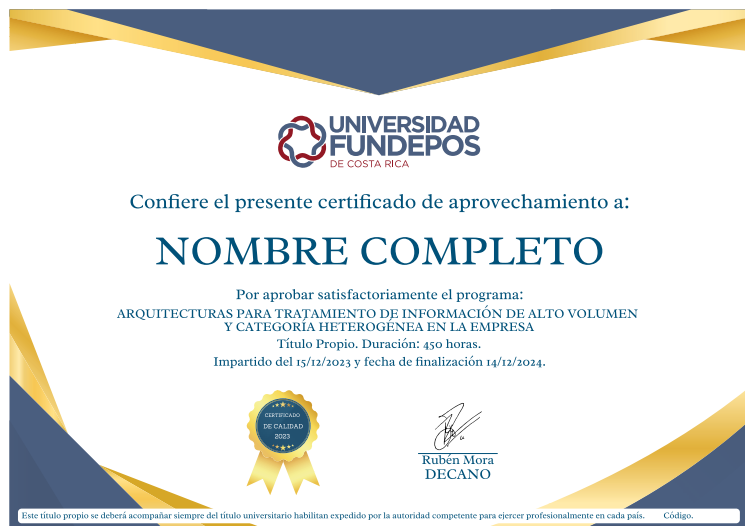 UNIVERSIDAD
FUNDEPOS
DE COSTA RICA
Confiere el presente certificado de aprovechamiento a:
NOMBRE COMPLETO
Por aprobar satisfactoriamente el programa:
ARQUITECTURAS PARA TRATAMIENTO DE INFORMACIÓN DE ALTO VOLUMEN
Y CATEGORÍA HETEROGÉNEA EN LA EMPRESA
Título Propio. Duración: 450 horas.
Impartido del 15/12/2023 y fecha de finalización 14/12/2024.
CERTIFICADO
DE CALIDAD
2023
Rubén Mora
DECANO
Este titulo propio se deberá acompañar siempre del título universitario habilitan expedido por la autoridad competente para ejercer profesionalmente en cada país. Código.